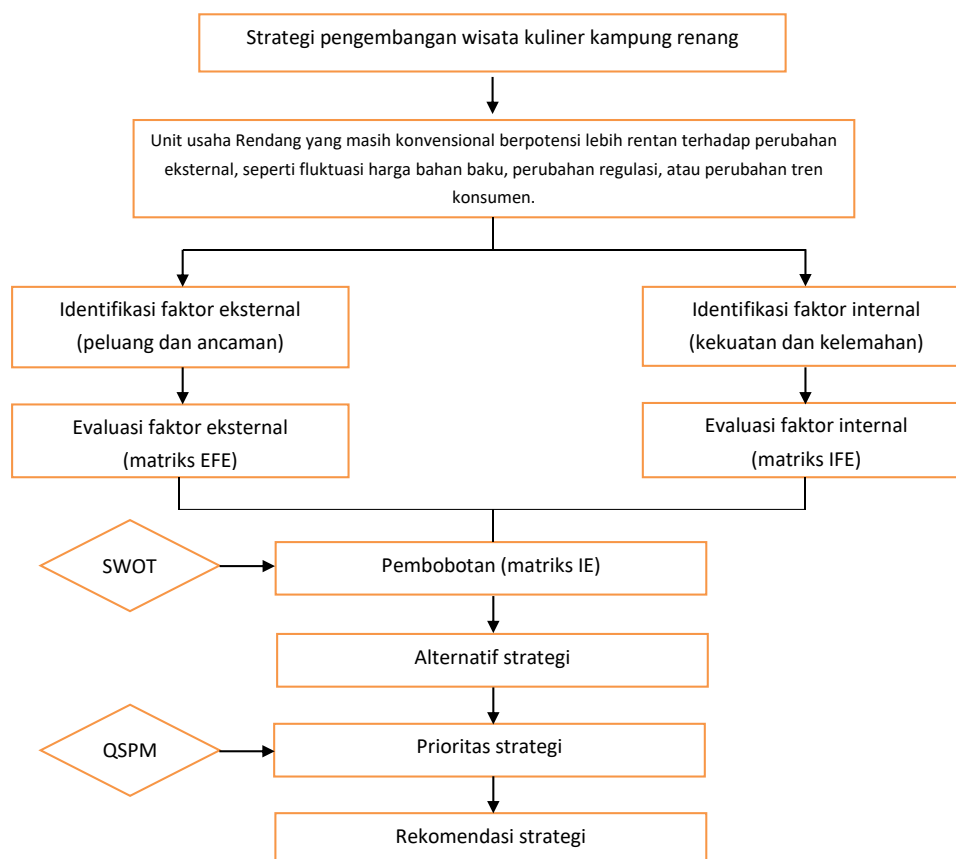 Strategi pengembangan wisata kuliner kampung renang
Unit usaha Rendang yang masih konvensional berpotensi lebih rentan terhadap perubahan
eksternal, seperti fluktuasi harga bahan baku, perubahan regulasi, atau perubahan tren
konsumen.
Identifikasi faktor eksternal
(peluang dan ancaman)
Identifikasi faktor internal
(kekuatan dan kelemahan)
Evaluasi faktor eksternal
(matriks EFE)
Evaluasi faktor internal
(matriks IFE)
SWOT
Pembobotan (matriks IE)
Alternatif strategi
QSPM
Prioritas strategi
Rekomendasi strategi